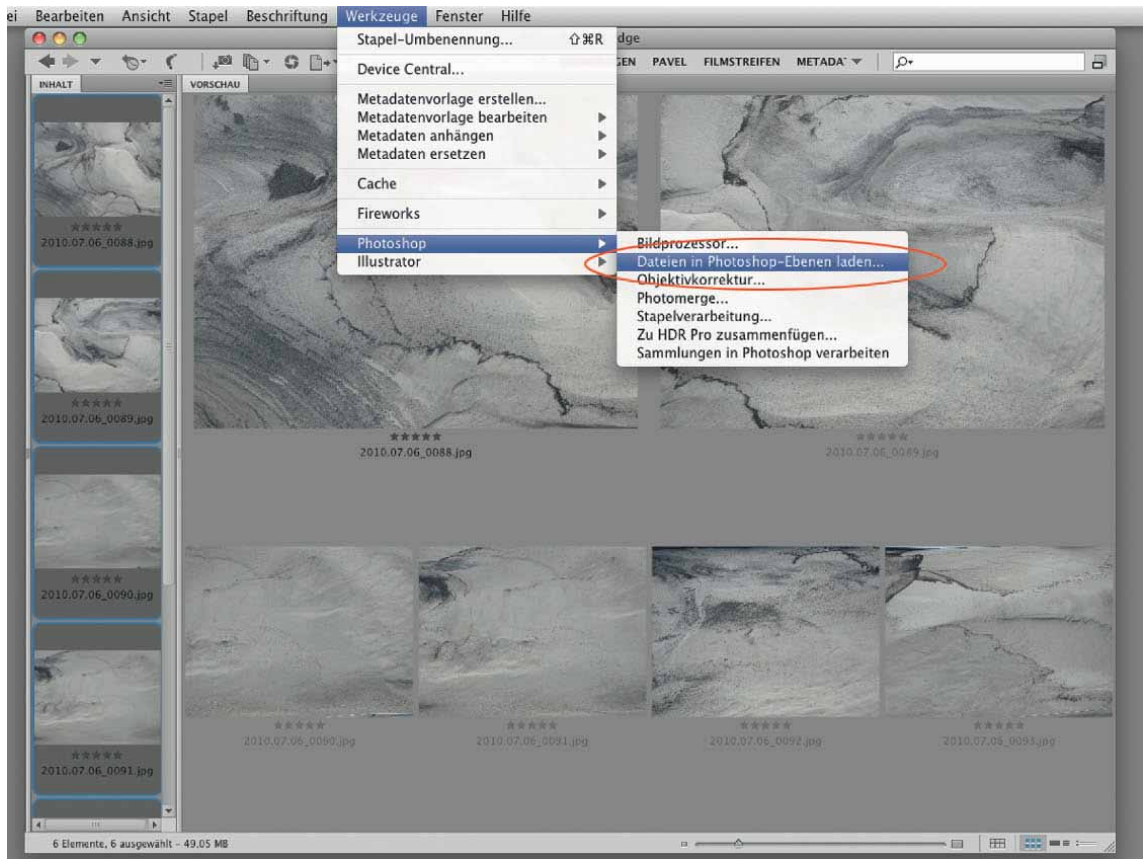 ei Bearbeiten Ansicht Stapel Beschriftung Werkzeuge Fenster Hilfe
dge
GEN PAVEL FILMSTREIFEN METADA
INHALT
VORSCHAU
Stapel-Umbenennung... ⇧⌘R
Device Central...
Metadatenvorlage erstellen...
Metadatenvorlage bearbeiten
Metadaten anhängen
Metadaten ersetzen
Cache
Fireworks
Photoshop
Illustrator
Bildprozessor...
Dateien in Photoshop-Ebenen laden...
Objektivkorrektur...
Photomerge...
Stapelverarbeitung...
Zu HDR Pro zusammenfügen...
Sammlungen in Photoshop verarbeiten
2010.07.06_0088.jpg
2010.07.06_0089.jpg
2010.07.06_0090.jpg
2010.07.06_0091.jpg
2010.07.06_0088.jpg
2010.07.06_0089.jpg
2010.07.06_0090.jpg
2010.07.06_0091.jpg
2010.07.06_0092.jpg
2010.07.06_0093.jpg
6 Elemente, 6 ausgewählt - 49.05 MB